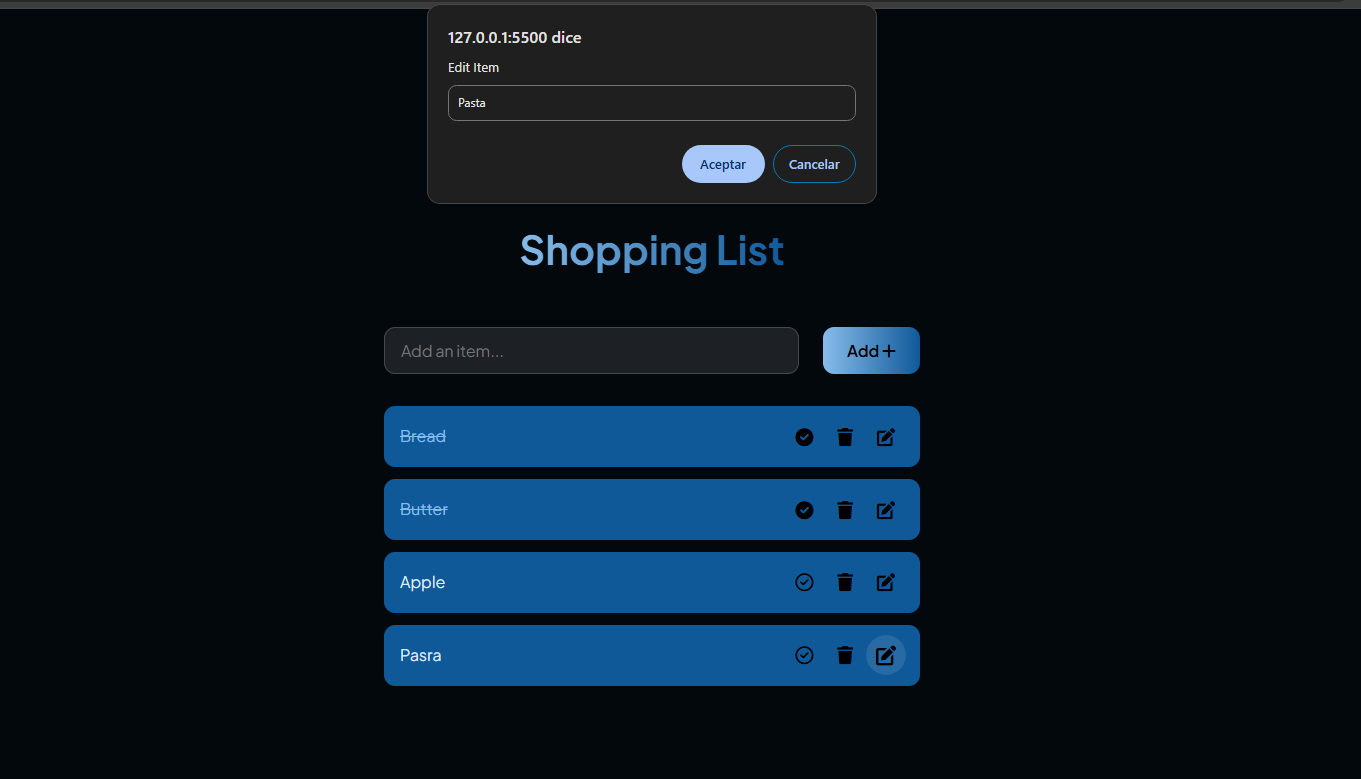 127.0.0.1:5500 dice
Edit Item
Pasta
Aceptar Cancelar
Shopping List
Add an item...
Add+
Bread
Butter
Apple
Pasra